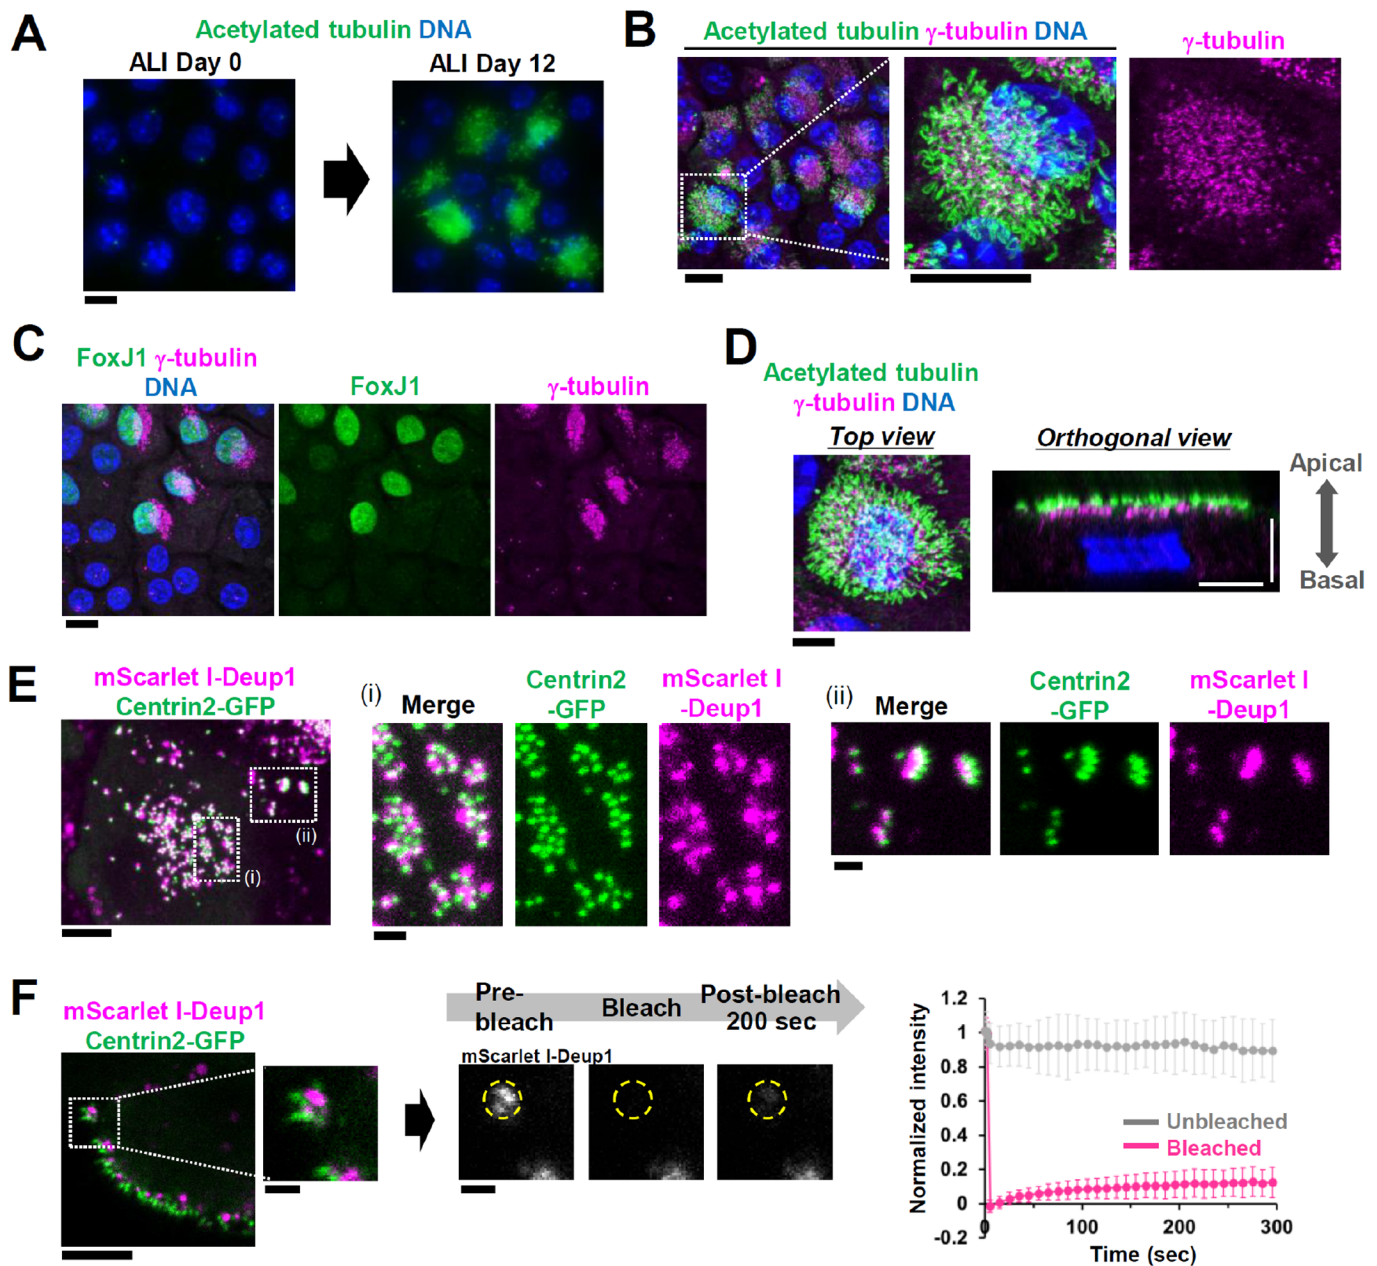 A
Acetylated tubulin DNA
ALI Day 0
ALI Day 12
B
Acetylated tubulin γ-tubulin DNA
γ-tubulin
C
FoxJ1 γ-tubulin
DNA
FoxJ1
γ-tubulin
D
Acetylated tubulin
γ-tubulin DNA
Top view
Orthogonal view
Apical
Basal
E
mScarlet I-Deup1
Centrin2-GFP
(ii)
(i)
(i)
Merge
Centrin2
-GFP
mScarlet I
-Deup1
(ii)
Merge
Centrin2
-GFP
mScarlet I
-Deup1
F
mScarlet I-Deup1
Centrin2-GFP
Pre-
bleach
Bleach
Post-bleach
200 sec
mScarlet I-Deup1
Normalized intensity
1.2
1
0.8
0.6
0.4
0.2
0
-0.2
Unbleached
Bleached
0
100
200
300
Time (sec)